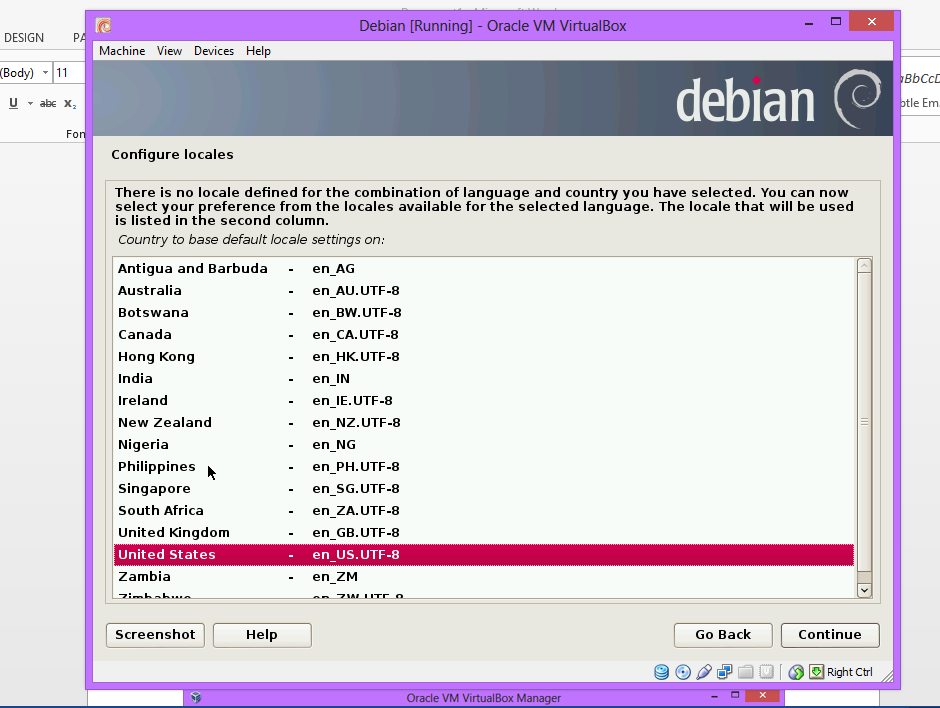 Debian [Running] - Oracle VM VirtualBox
DESIGN
Machine View Devices Help
(Body) 11
U abc X₂
debian
Configure locales
There is no locale defined for the combination of language and country you have selected. You can now
select your preference from the locales available for the selected language. The locale that will be used
is listed in the second column.
Country to base default locale settings on:
Antigua and Barbuda - en_AG
Australia - en_AU.UTF-8
Botswana - en_BW.UTF-8
Canada - en_CA.UTF-8
Hong Kong - en_HK.UTF-8
India - en_IN
Ireland - en_IE.UTF-8
New Zealand - en_NZ.UTF-8
Nigeria - en_NG
Philippines - en_PH.UTF-8
Singapore - en_SG.UTF-8
South Africa - en_ZA.UTF-8
United Kingdom - en_GB.UTF-8
United States - en_US.UTF-8
Zambia - en_ZM
Zimbabwe - en_ZW.UTF-8
Screenshot Help Go Back Continue
Right Ctrl
Oracle VM VirtualBox Manager